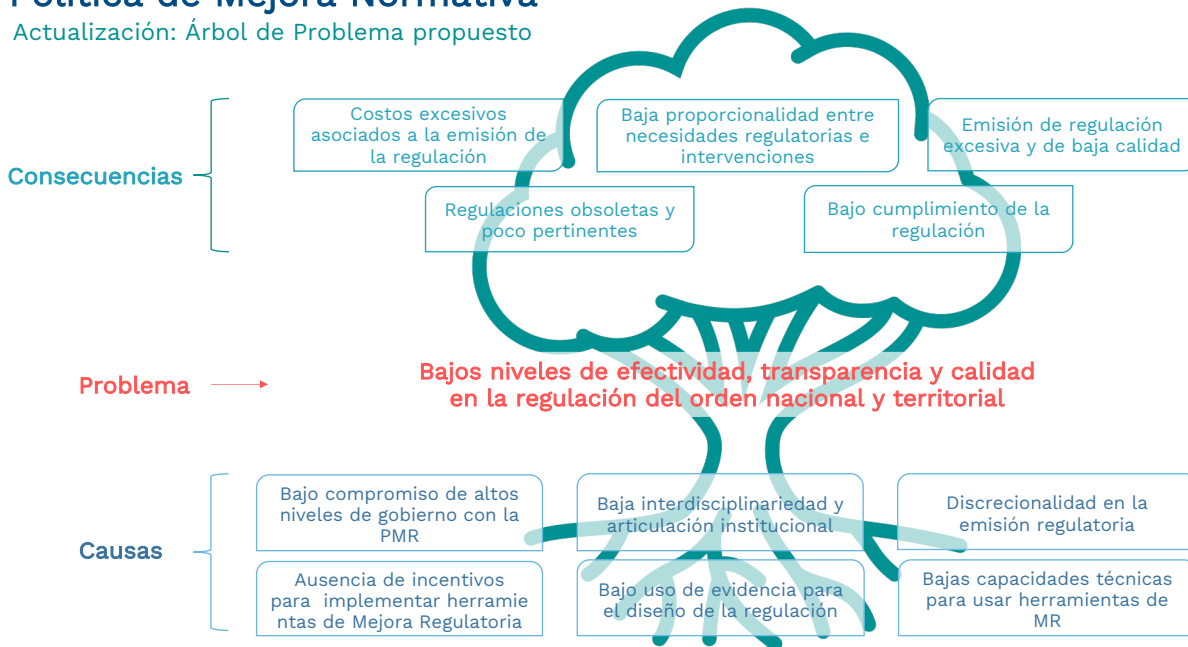 Política de Mejora Normativa
Actualización: Árbol de Problema propuesto
Consecuencias
Costos excesivos
asociados a la emisión de
la regulación
Baja proporcionalidad entre
necesidades regulatorias e
intervenciones
Emisión de regulación
excesiva y de baja calidad
Regulaciones obsoletas y
poco pertinentes
Bajo cumplimiento de la
regulación
Problema
Bajos niveles de efectividad, transparencia y calidad
en la regulación del orden nacional y territorial
Causas
Bajo compromiso de altos
niveles de gobierno con la
PMR
Baja interdisciplinariedad y
articulación institucional
Discrecionalidad en la
emisión regulatoria
Ausencia de incentivos
para implementar herramie
ntas de Mejora Regulatoria
Bajo uso de evidencia para
el diseño de la regulación
Bajas capacidades técnicas
para usar herramientas de
MR